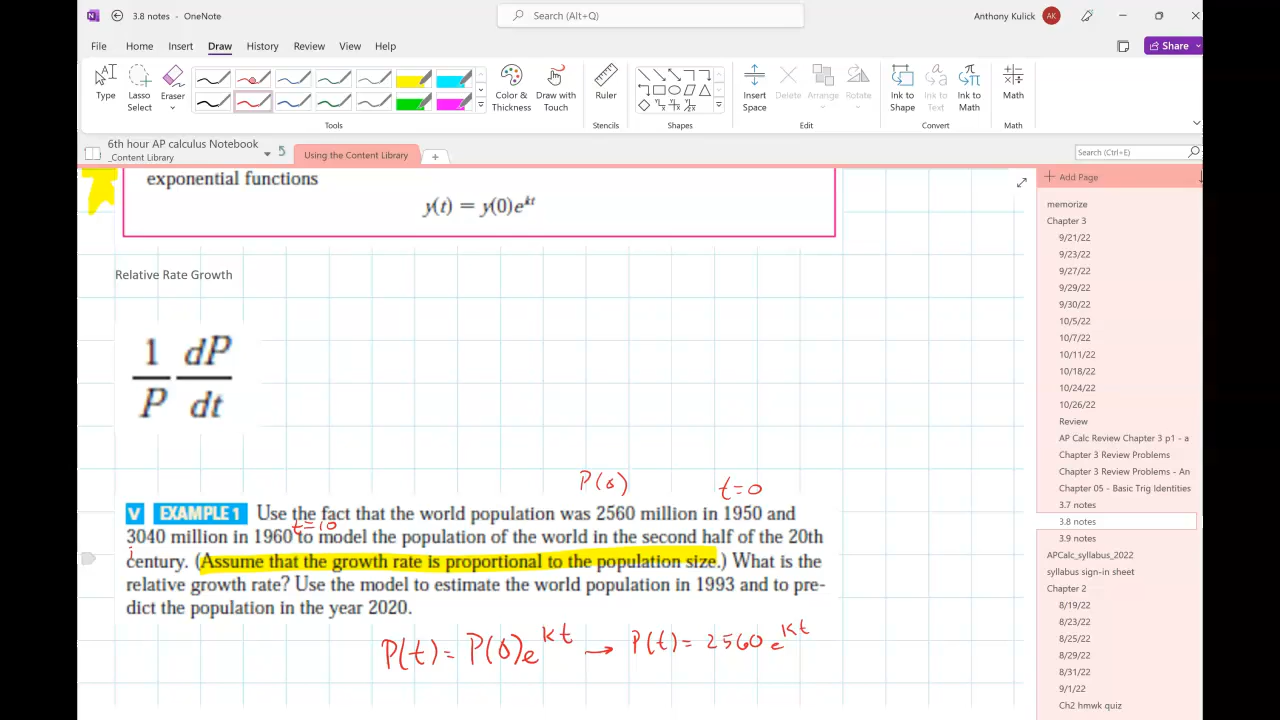 3.8 notes - OneNote
Search (Alt+Q)
Anthony Kulick
AK
File Home Insert Draw History Review View Help
Share
Type
Lasso Select
Eraser
Color & Thickness
Draw with Touch
Ruler
Insert Space
Delete
Arrange
Rotate
Ink to Shape
Ink to Text
Ink to Math
Math
Tools
Stencils
Shapes
Edit
Convert
Math
6th hour AP calculus Notebook
_Content Library
Using the Content Library
Search (Ctrl+E)
exponential functions
y(t) = y(0)e^{kt}
Relative Rate Growth
1 dP
P dt
P(0) t=0
V EXAMPLE 1 Use the fact that the world population was 2560 million in 1950 and
t=10
3040 million in 1960 to model the population of the world in the second half of the 20th
century. (Assume that the growth rate is proportional to the population size.) What is the
relative growth rate? Use the model to estimate the world population in 1993 and to pre-
dict the population in the year 2020.
P(t) = P(0)e^{kt} → P(t) = 2560e^{kt}
Add Page
memorize
Chapter 3
9/21/22
9/23/22
9/27/22
9/29/22
9/30/22
10/5/22
10/7/22
10/11/22
10/18/22
10/24/22
10/26/22
Review
AP Calc Review Chapter 3 p1 - a
Chapter 3 Review Problems
Chapter 3 Review Problems - An
Chapter 05 - Basic Trig Identities
3.7 notes
3.8 notes
3.9 notes
APCalc_syllabus_2022
syllabus sign-in sheet
Chapter 2
8/19/22
8/23/22
8/25/22
8/29/22
8/31/22
9/1/22
Ch2 hmwk quiz